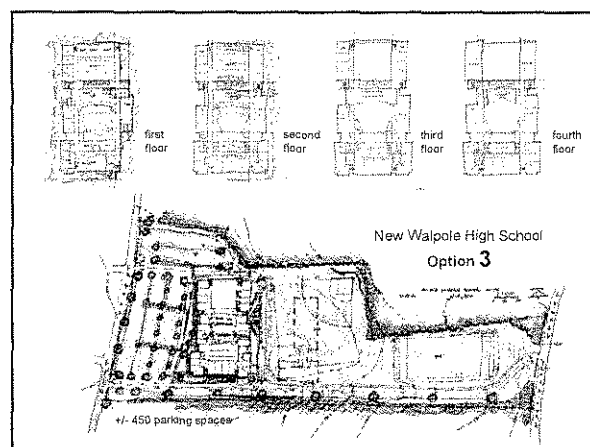 first
floor
second
floor
third
floor
fourth
floor
New Walpole High School
Option 3
+/- 450 parking spaces